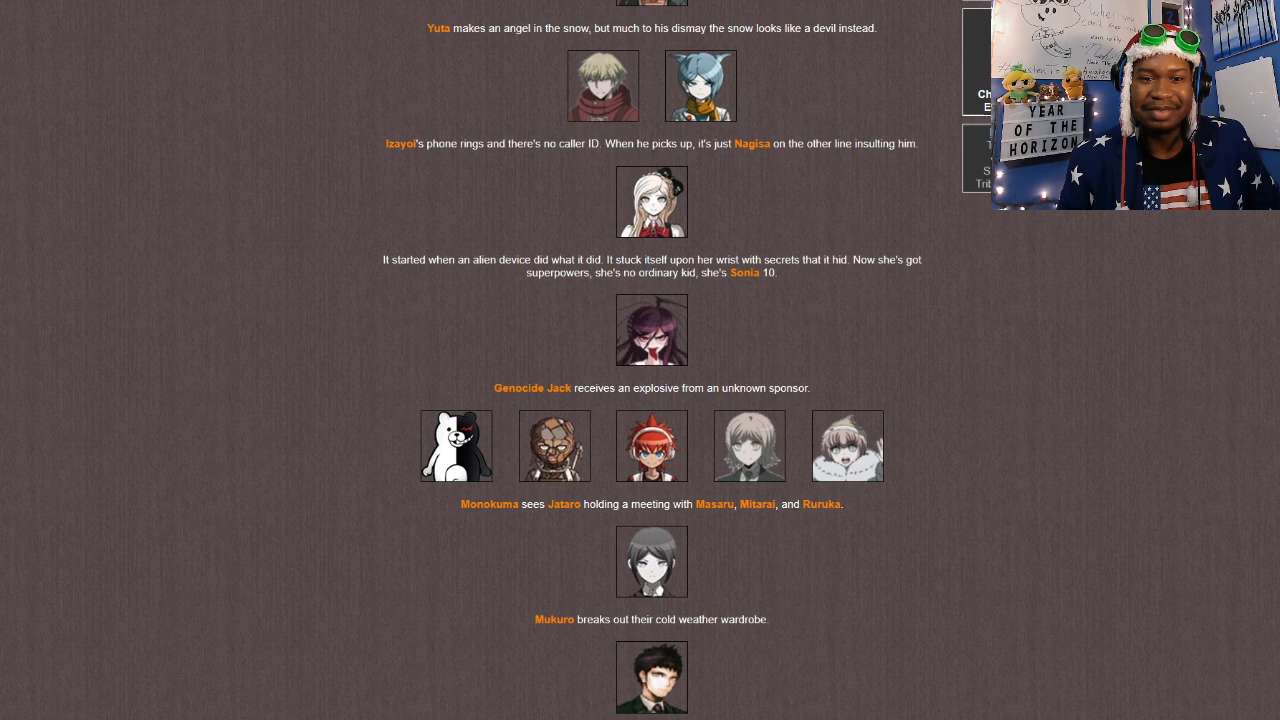 Yuta makes an angel in the snow, but much to his dismay the snow looks like a devil instead.
Izayoi's phone rings and there's no caller ID. When he picks up, it's just Nagisa on the other line insulting him.
It started when an alien device did what it did. It stuck itself upon her wrist with secrets that it hid. Now she's got
superpowers, she's no ordinary kid, she's Sonia 10.
Genocide Jack receives an explosive from an unknown sponsor.
Monokuma sees Jataro holding a meeting with Masaru, Mitarai, and Ruruka.
Mukuro breaks out their cold weather wardrobe.
Ch
E
S
Trib
2
YEAR
OF THE
HORIZON